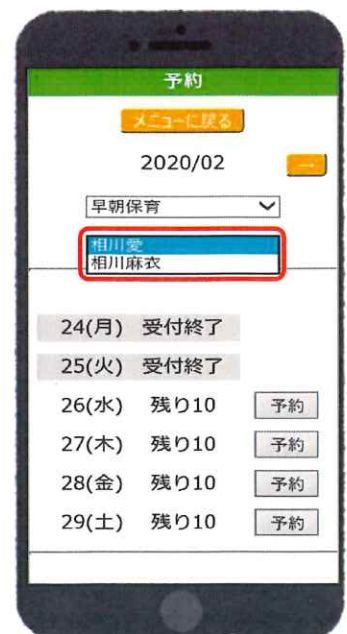 予約
メニューに戻る
2020/02 →
早朝保育
相川愛
相川麻衣
24(月) 受付終了
25(火) 受付終了
26(水) 残り10 予約
27(木) 残り10 予約
28(金) 残り10 予約
29(土) 残り10 予約